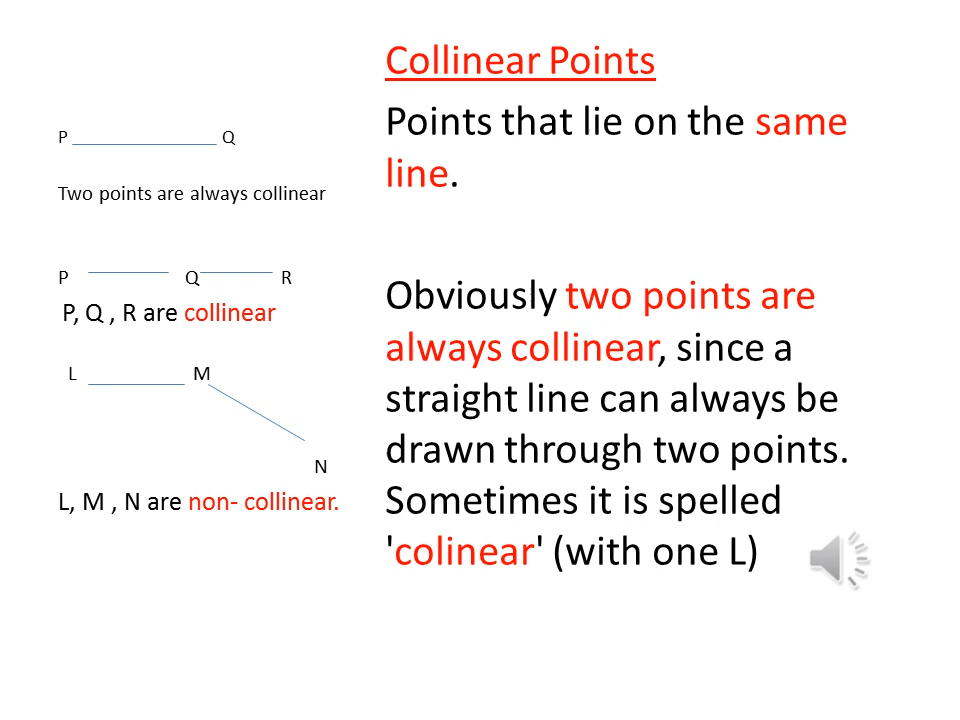 Collinear Points
Points that lie on the same
line.
Obviously two points are
always collinear, since a
straight line can always be
drawn through two points.
Sometimes it is spelled
'colinear' (with one L)
P Q
Two points are always collinear
P Q R
P, Q , R are collinear
L M
N
L, M , N are non- collinear.